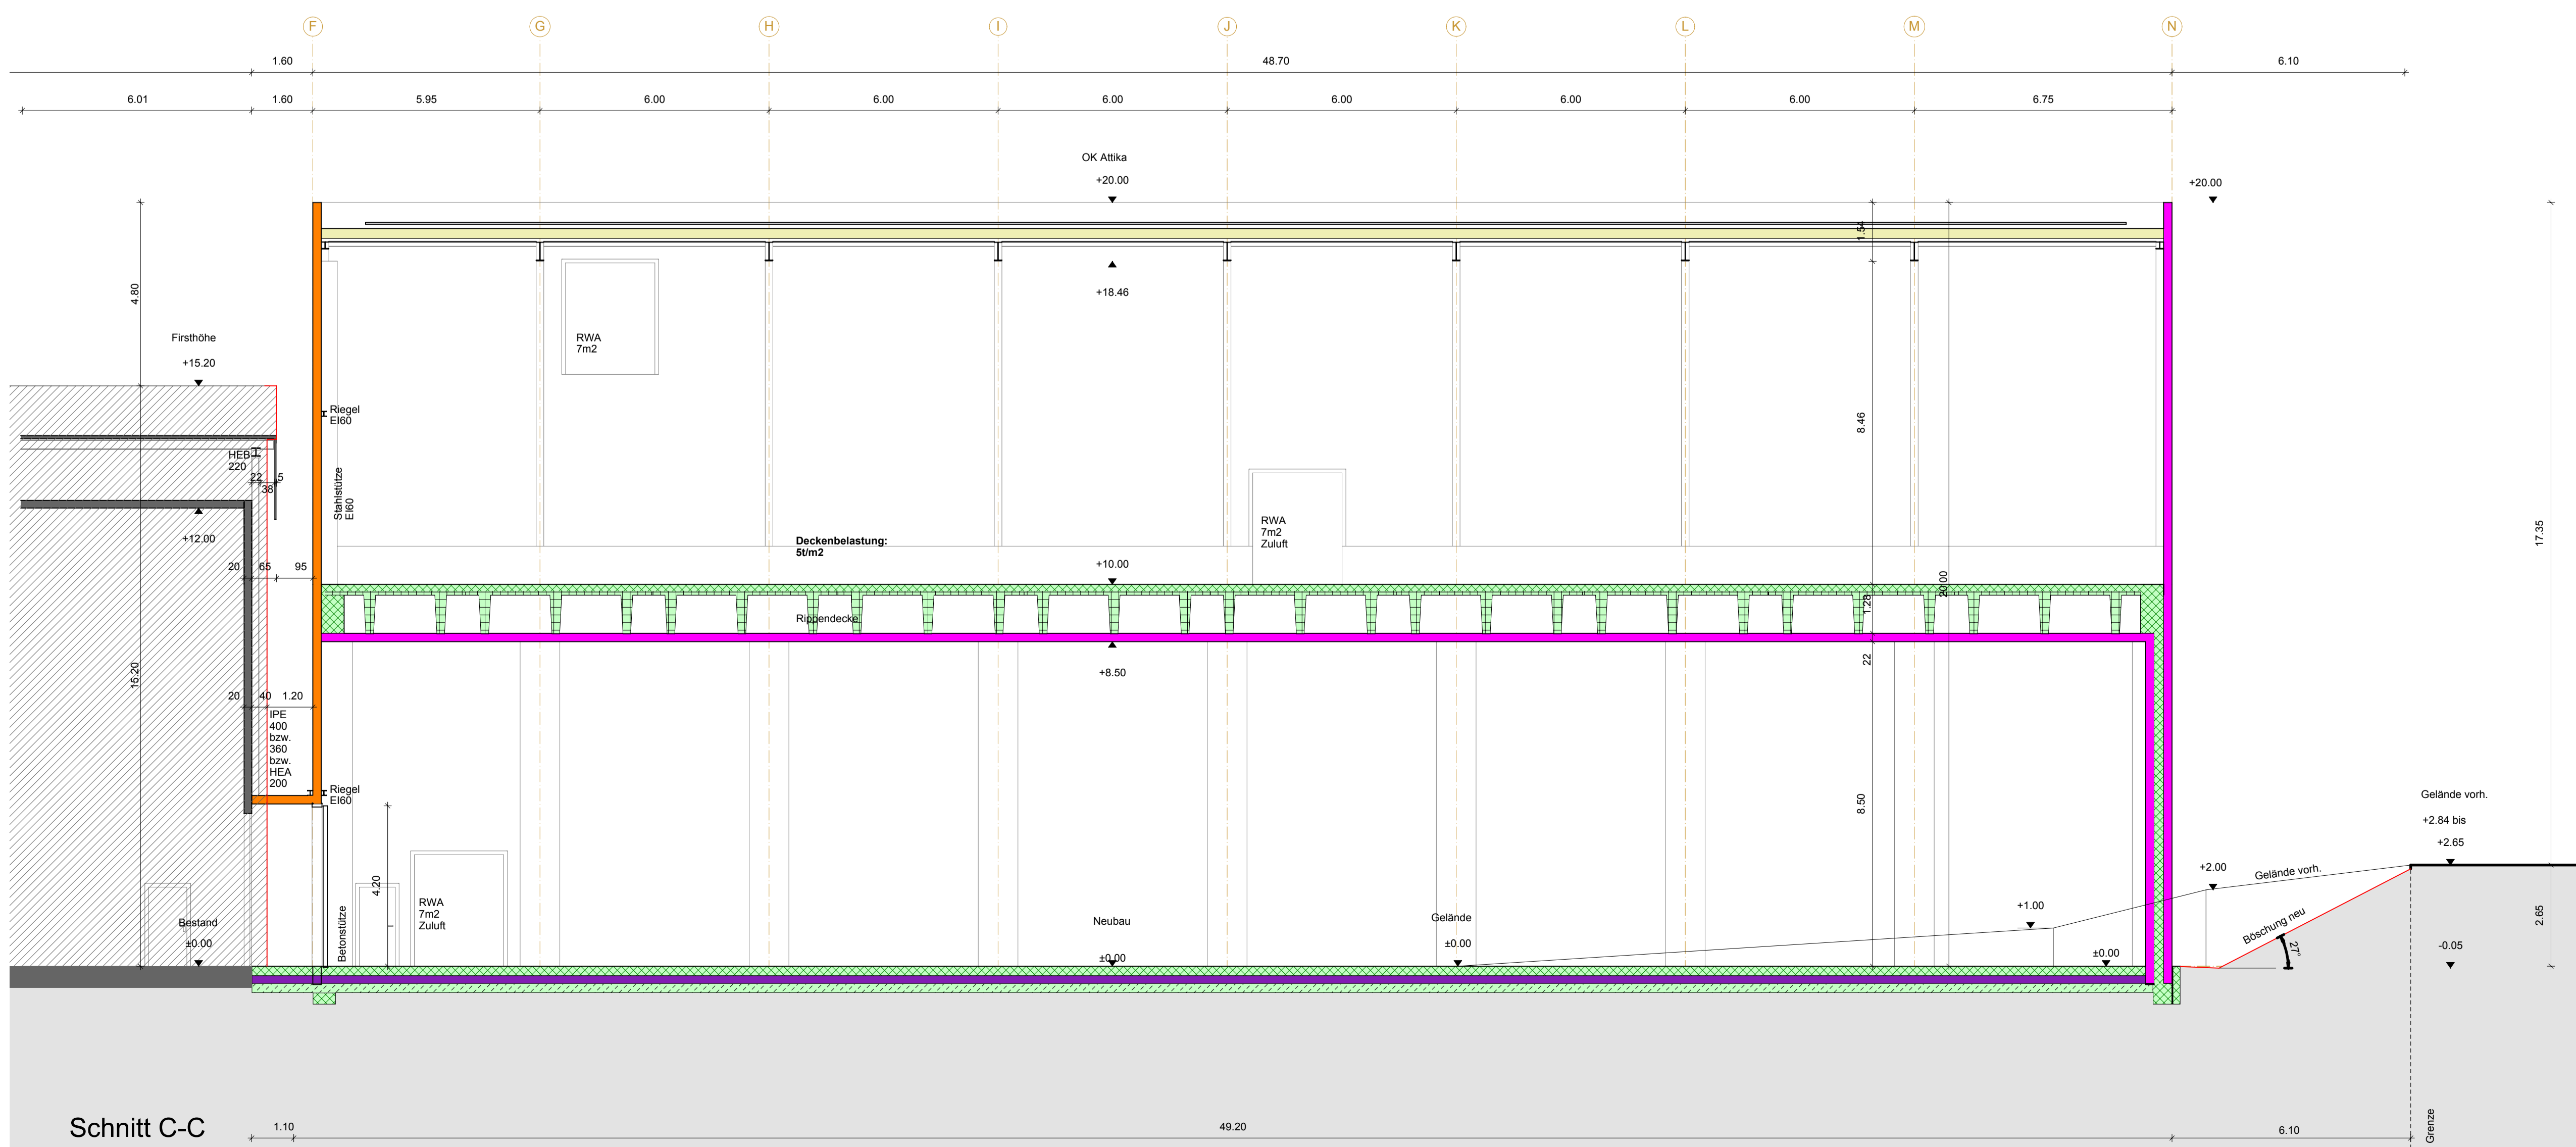 F G H I J K L M N
1.60 48.70 6.10
6.01 1.60 5.95 6.00 6.00 6.00 6.00 6.00 6.00 6.75
OK Attika
+20.00
+20.00
1.54
4.80
17.35
+18.46
Firsthöhe
+15.20
RWA
7m2
Riegel
EI60
8.46
HEB
220
22 5
38
Stahlstütze
EI60
RWA
7m2
Zuluft
+12.00
Deckenbelastung:
5t/m2
20 65 95
+10.00
20.00
1.28
Rippendecke
22
+8.50
15.20
20 40 1.20
IPE
400
bzw.
360
bzw.
HEA
200
Riegel
EI60
8.50
Gelände vorh.
+2.84 bis
+2.65
4.20
+2.00
Gelände vorh.
RWA
7m2
Zuluft
Betonstütze
Bestand
±0.00
Neubau
±0.00
Gelände
±0.00
+1.00
±0.00
Böschung neu
27°
2.65
-0.05
Schnitt C-C
1.10 49.20 6.10
Grenze